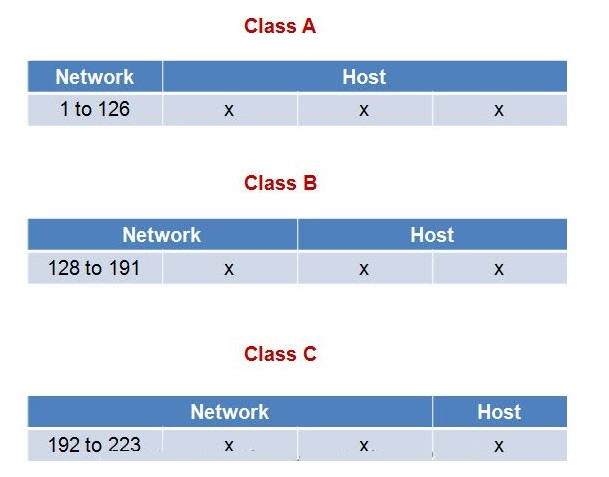 Class A
Network Host
1 to 126 x x x
Class B
Network Host
128 to 191 x x x
Class C
Network Host
192 to 223 x x x